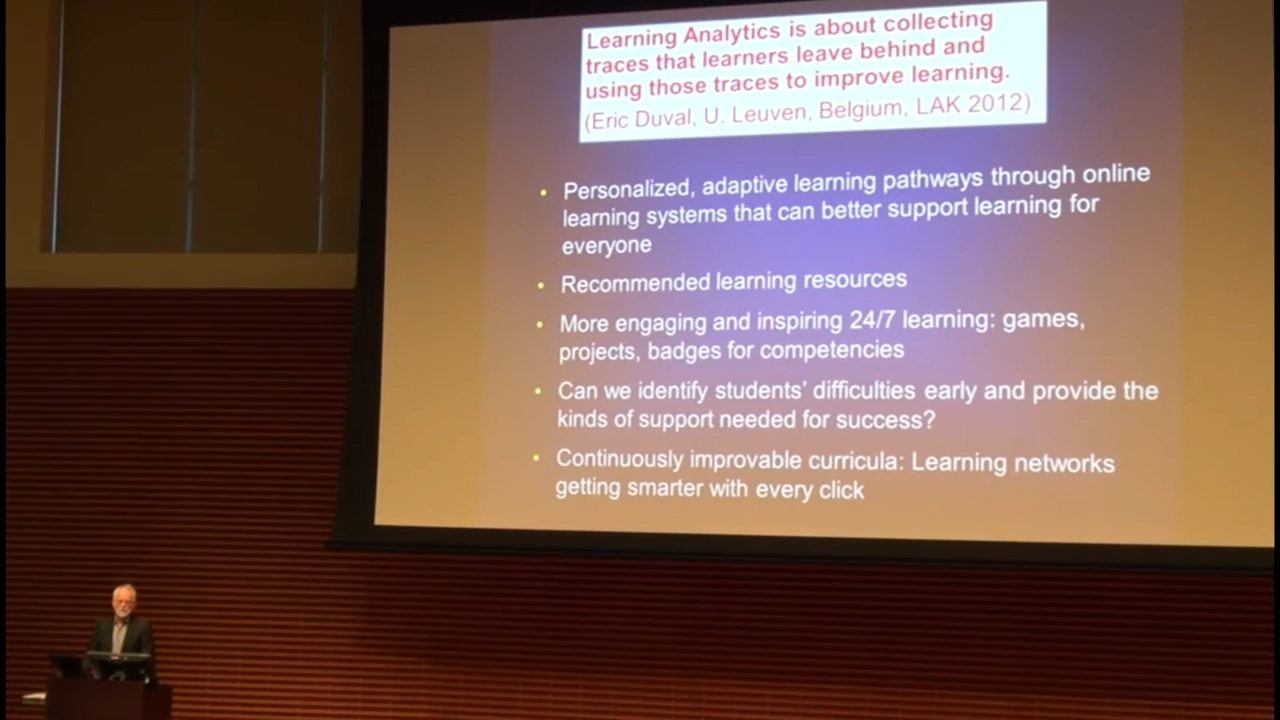 Learning Analytics is about collecting
traces that learners leave behind and
using those traces to improve learning.
(Eric Duval, U. Leuven, Belgium, LAK 2012)
• Personalized, adaptive learning pathways through online
learning systems that can better support learning for
everyone
• Recommended learning resources
• More engaging and inspiring 24/7 learning: games,
projects, badges for competencies
• Can we identify students’ difficulties early and provide the
kinds of support needed for success?
• Continuously improvable curricula: Learning networks
getting smarter with every click